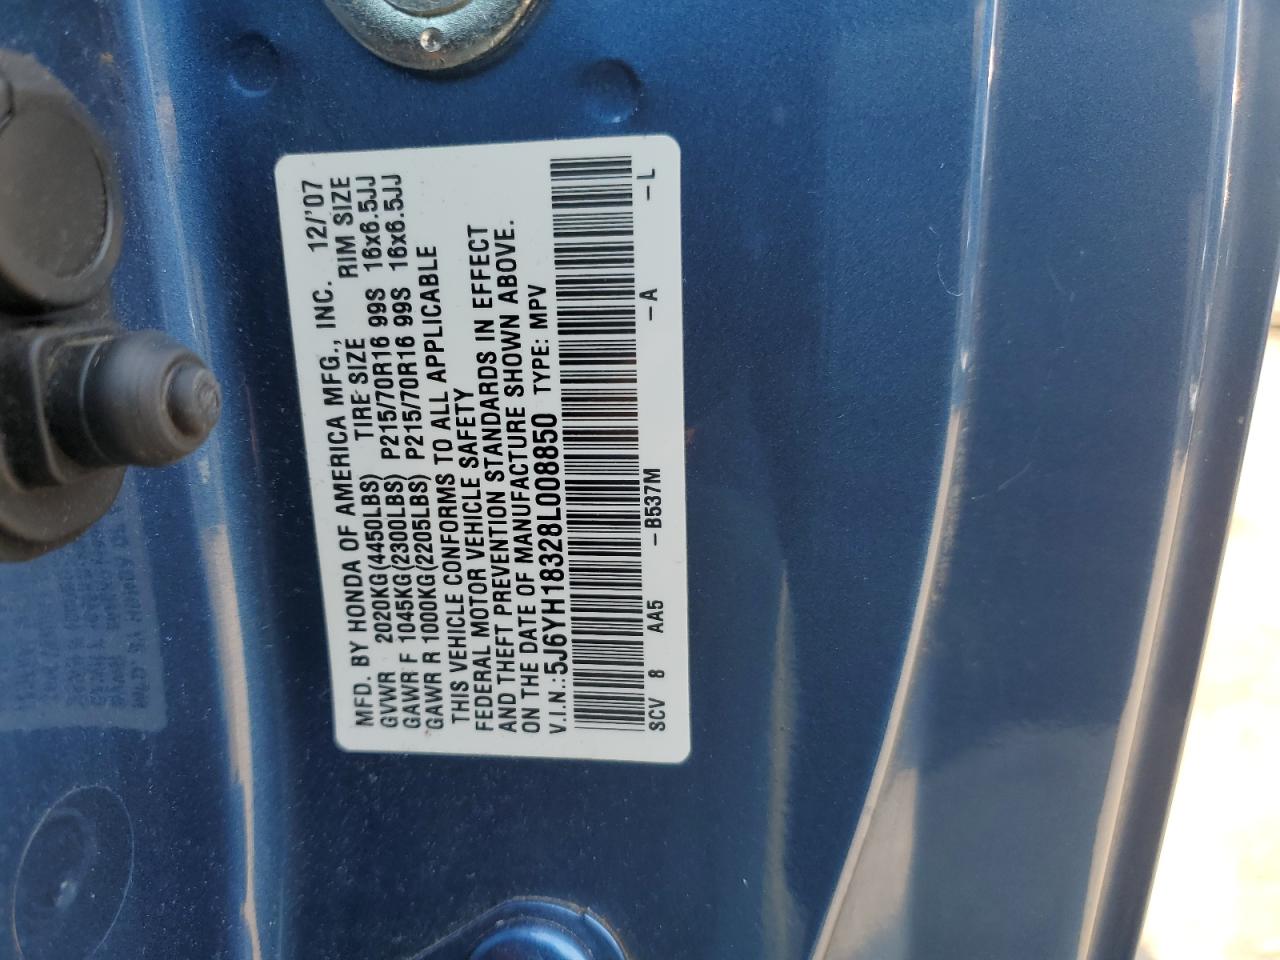 MFD. BY HONDA OF AMERICA MFG., INC. 12/'07
GVWR 2020KG(4450LBS) TIRE SIZE RIM SIZE
GAWR F 1045KG(2300LBS) P215/70R16 99S 16x6.5JJ
GAWR R 1000KG(2205LBS) P215/70R16 99S 16x6.5JJ
THIS VEHICLE CONFORMS TO ALL APPLICABLE
FEDERAL MOTOR VEHICLE SAFETY
AND THEFT PREVENTION STANDARDS IN EFFECT
ON THE DATE OF MANUFACTURE SHOWN ABOVE.
V.I.N.: 5J6YH18328L008850 TYPE: MPV
SCV 8 AA5 -B537M -A -L